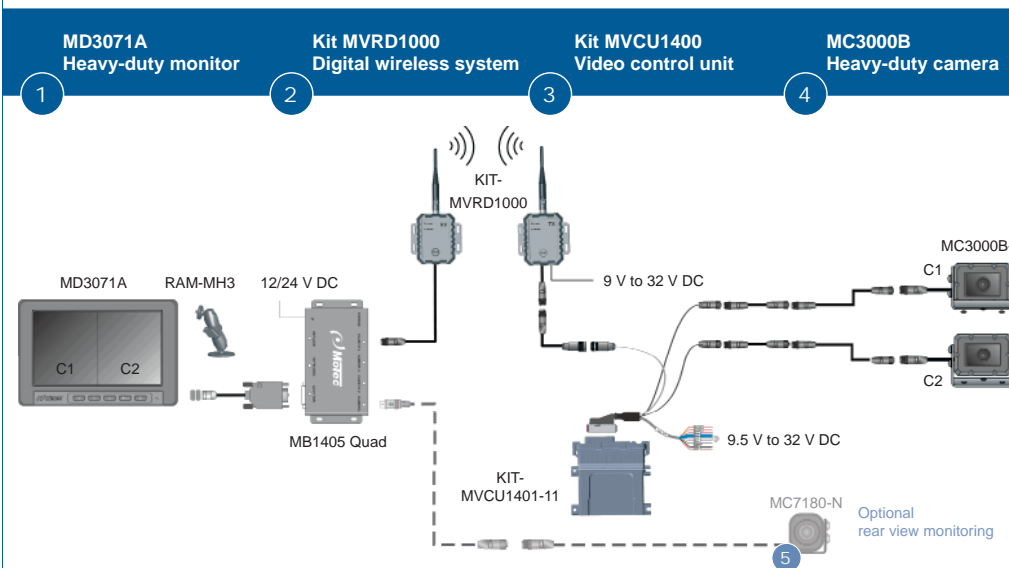 MD3071A
Heavy-duty monitor
Kit MVRD1000
Digital wireless system
Kit MVCU1400
Video control unit
MC3000B
Heavy-duty camera
1
2
3
4
KIT-
MVRD1000
MC3000B
MD3071A
RAM-MH3
12/24 V DC
9 V to 32 V DC
C1
C1
C2
C2
Motec
MB1405 Quad
9.5 V to 32 V DC
KIT-
MVCU1401-11
MC7180-N
Optional
rear view monitoring
5